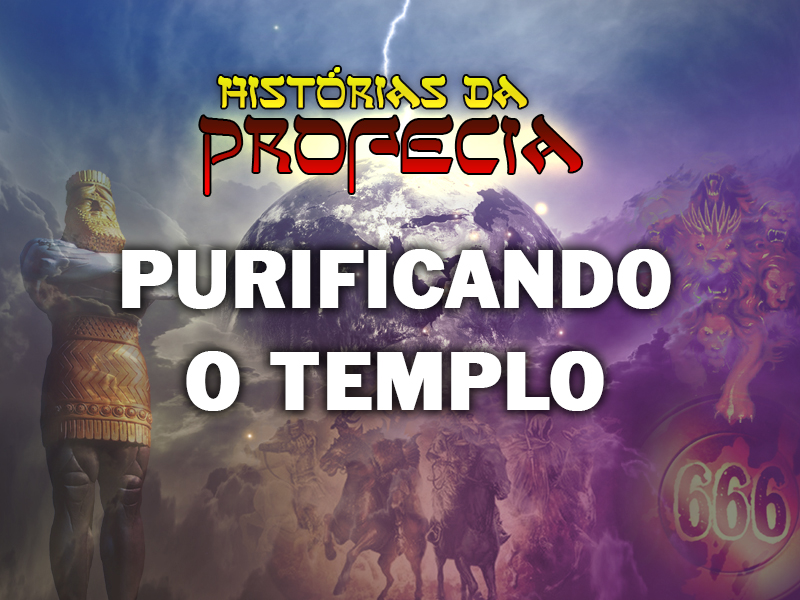 HISTÓRIAS DA
PROFECIA
PURIFICANDO
O TEMPLO
666